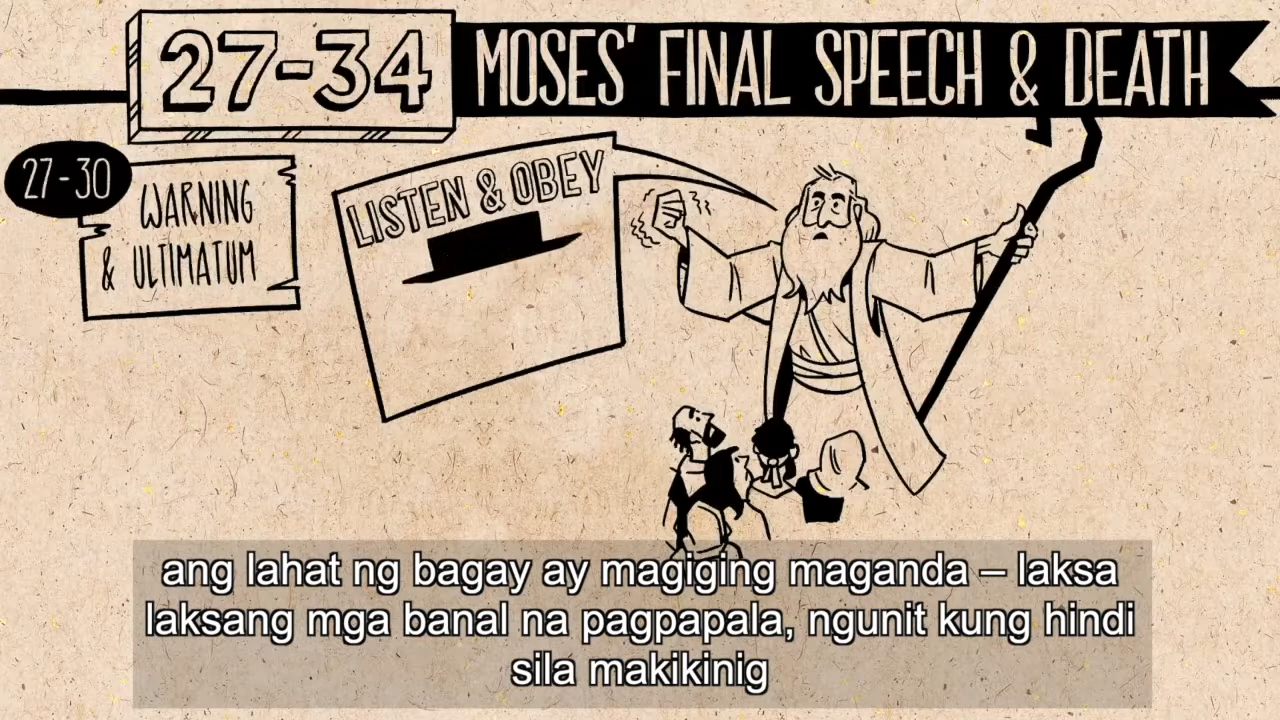 27-34
MOSES' FINAL SPEECH & DEATH
27-30
WARNING
& ULTIMATUM
LISTEN & OBEY
ang lahat ng bagay ay magiging maganda – laksa
laksang mga banal na pagpapala, ngunit kung hindi
sila makikinig